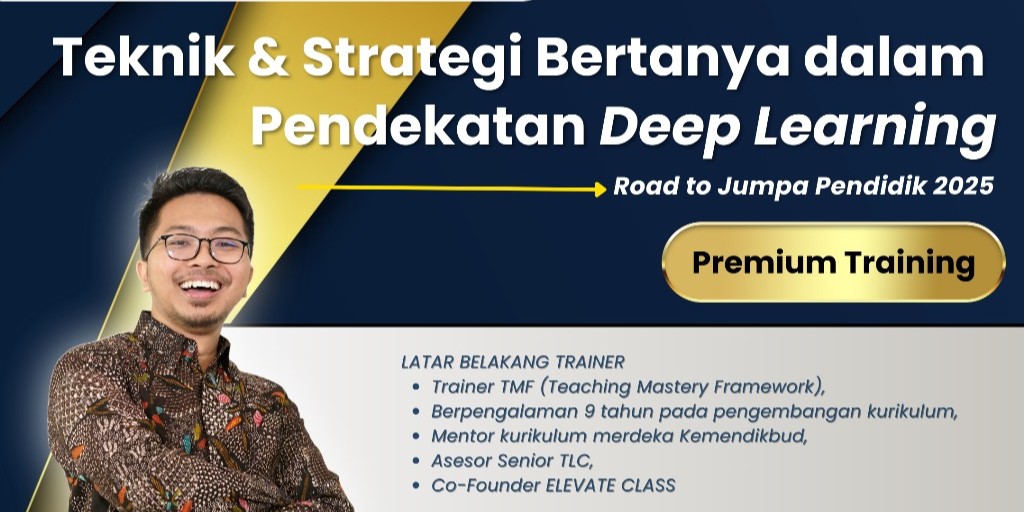 Teknik & Strategi Bertanya dalam
Pendekatan Deep Learning
Road to Jumpa Pendidik 2025
Premium Training
LATAR BELAKANG TRAINER
• Trainer TMF (Teaching Mastery Framework),
• Berpengalaman 9 tahun pada pengembangan kurikulum,
• Mentor kurikulum merdeka Kemendikbud,
• Asesor Senior TLC,
• Co-Founder ELEVATE CLASS